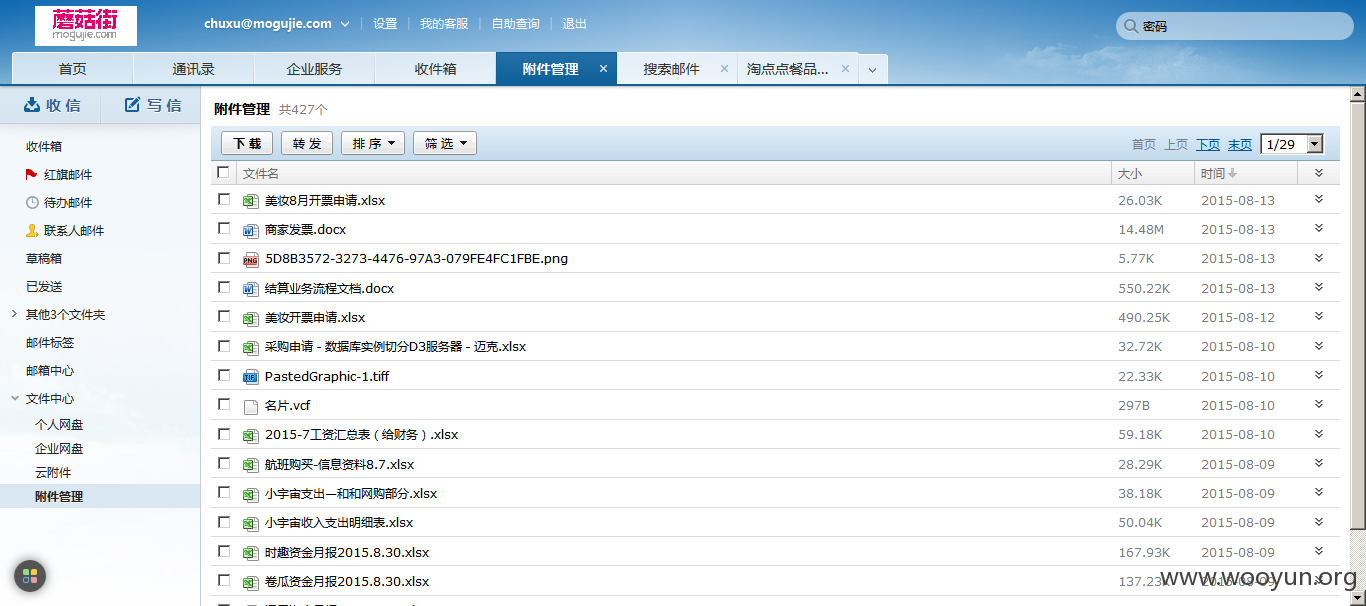 蘑菇街
mogujie.com
chuxu@mogujie.com 设置 我的客服 自助查询 退出
密码
首页 通讯录 企业服务 收件箱 附件管理 × 搜索邮件 × 淘点点餐品... ×
收信 写信
收件箱
红旗邮件
待办邮件
联系人邮件
草稿箱
已发送
其他3个文件夹
邮件标签
邮箱中心
文件中心
个人网盘
企业网盘
云附件
附件管理
附件管理 共427个
下载 转发 排序 筛选 首页 上页 下页 末页 1/29
文件名 大小 时间
美妆8月开票申请.xlsx 26.03K 2015-08-13
商家发票.docx 14.48M 2015-08-13
PNG 5D8B3572-3273-4476-97A3-079FE4FC1FBE.png 5.77K 2015-08-13
结算业务流程文档.docx 550.22K 2015-08-13
美妆开票申请.xlsx 490.25K 2015-08-12
采购申请 - 数据库实例切分D3服务器 - 迈克.xlsx 32.72K 2015-08-10
TIF PastedGraphic-1.tiff 22.33K 2015-08-10
名片.vcf 297B 2015-08-10
2015-7工资汇总表（给财务）.xlsx 59.18K 2015-08-10
航班购买-信息资料8.7.xlsx 28.29K 2015-08-09
小宇宙支出—和和网购部分.xlsx 38.18K 2015-08-09
小宇宙收入支出明细表.xlsx 50.04K 2015-08-09
时趣资金月报2015.8.30.xlsx 167.93K 2015-08-09
卷瓜资金月报2015.8.30.xlsx 137.23K 2015-08-09
www.wooyun.org